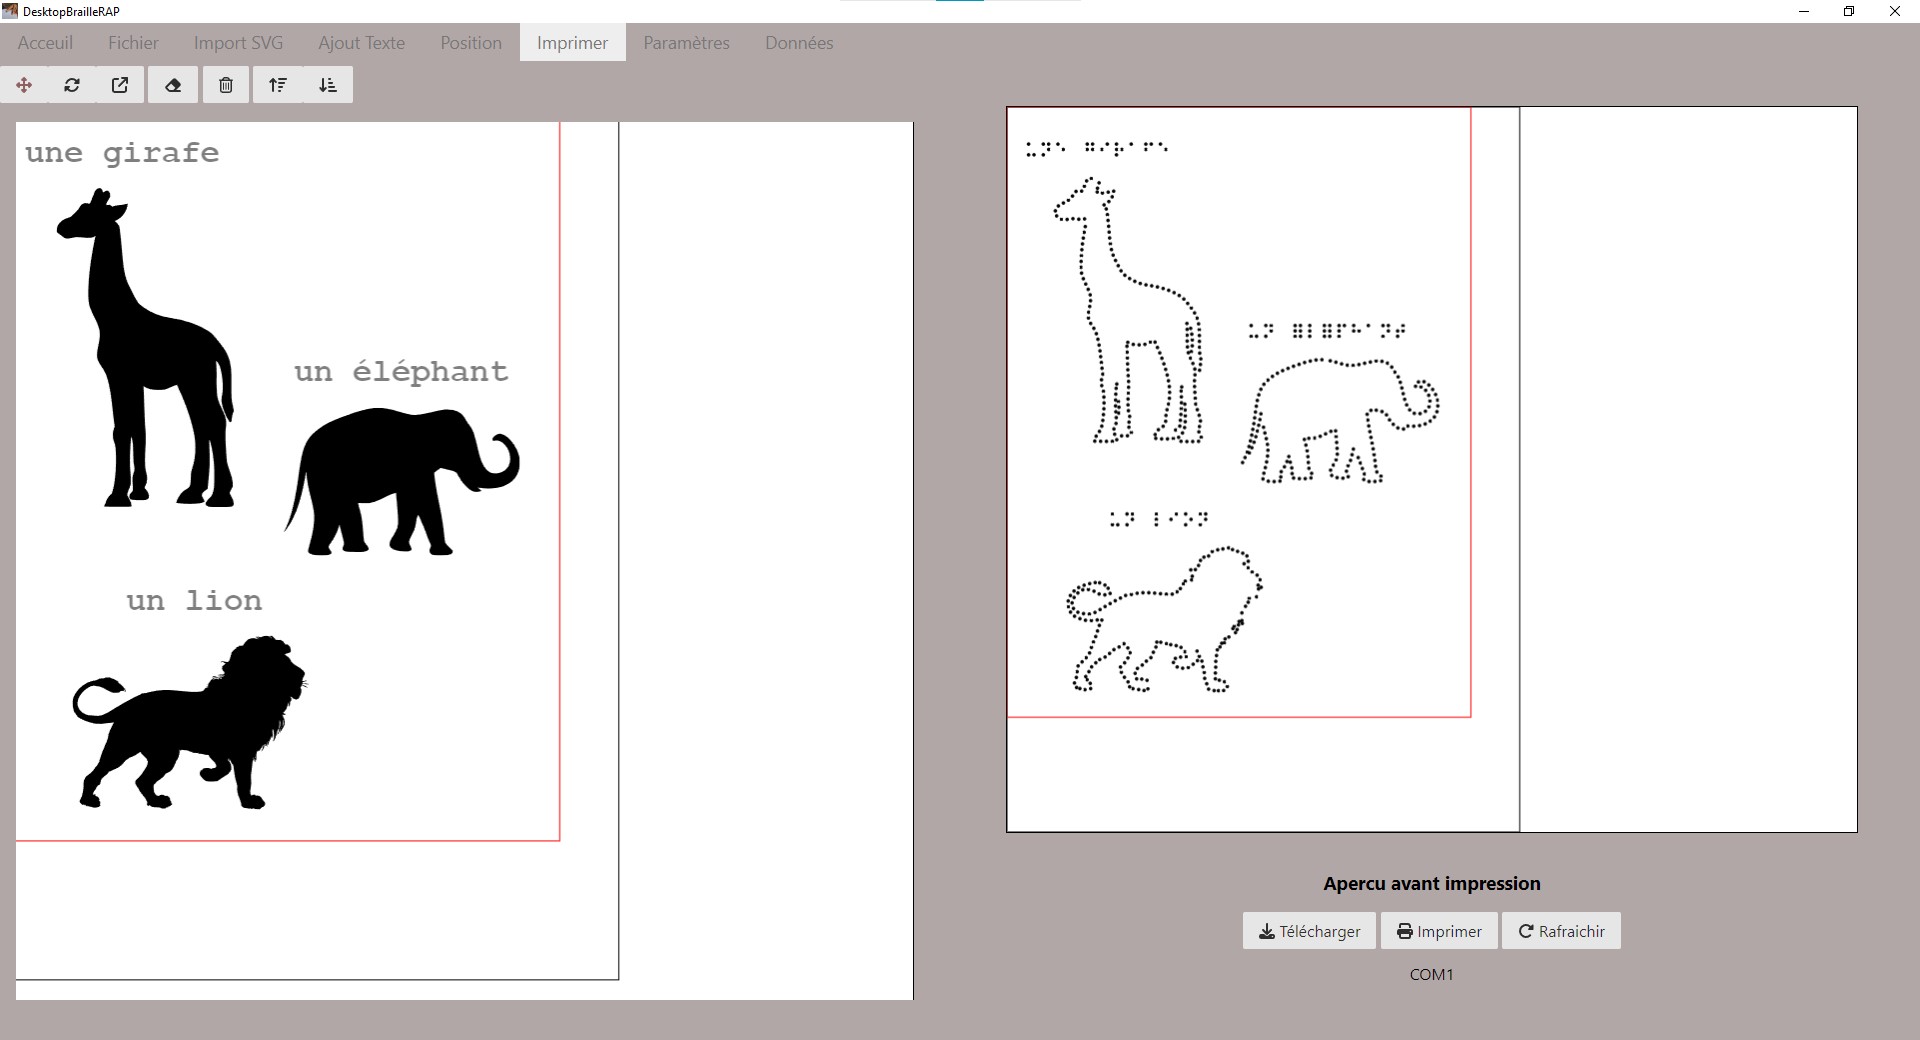 DesktopBrailleRAP
Acceuil Fichier Import SVG Ajout Texte Position Imprimer Paramètres Données
une girafe
un éléphant
un lion
⠥⠝⠑ ⠛⠊⠗⠁⠋⠑
⠥⠝ ⠿⠇⠿⠏⠓⠁⠝⠞
⠥⠝ ⠇⠊⠕⠝
Apercu avant impression
Télécharger Imprimer Rafraichir
COM1